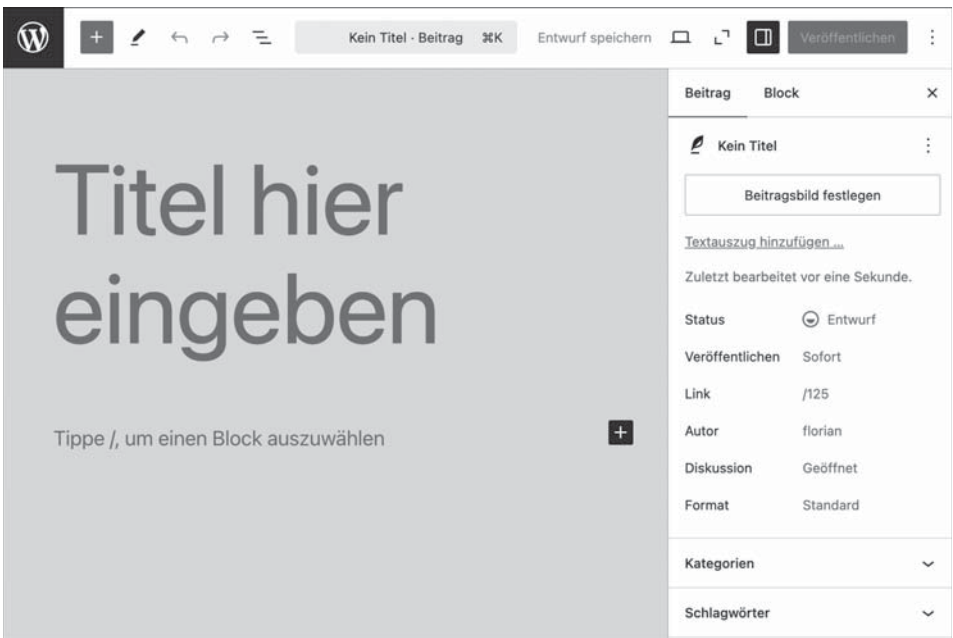 Kein Titel · Beitrag ⌘K Entwurf speichern Veröffentlichen
Titel hier
eingeben
Tippe /, um einen Block auszuwählen
Beitrag Block
Kein Titel
Beitragsbild festlegen
Textauszug hinzufügen ...
Zuletzt bearbeitet vor eine Sekunde.
Status Entwurf
Veröffentlichen Sofort
Link /125
Autor florian
Diskussion Geöffnet
Format Standard
Kategorien
Schlagwörter